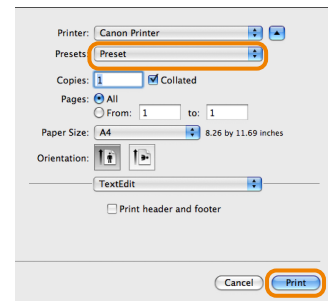 Printer: Canon Printer
Presets: Preset
Copies: 1 Collated
Pages: All
From: 1 to: 1
Paper Size: A4 8.26 by 11.69 inches
Orientation:
TextEdit
Print header and footer
Cancel Print